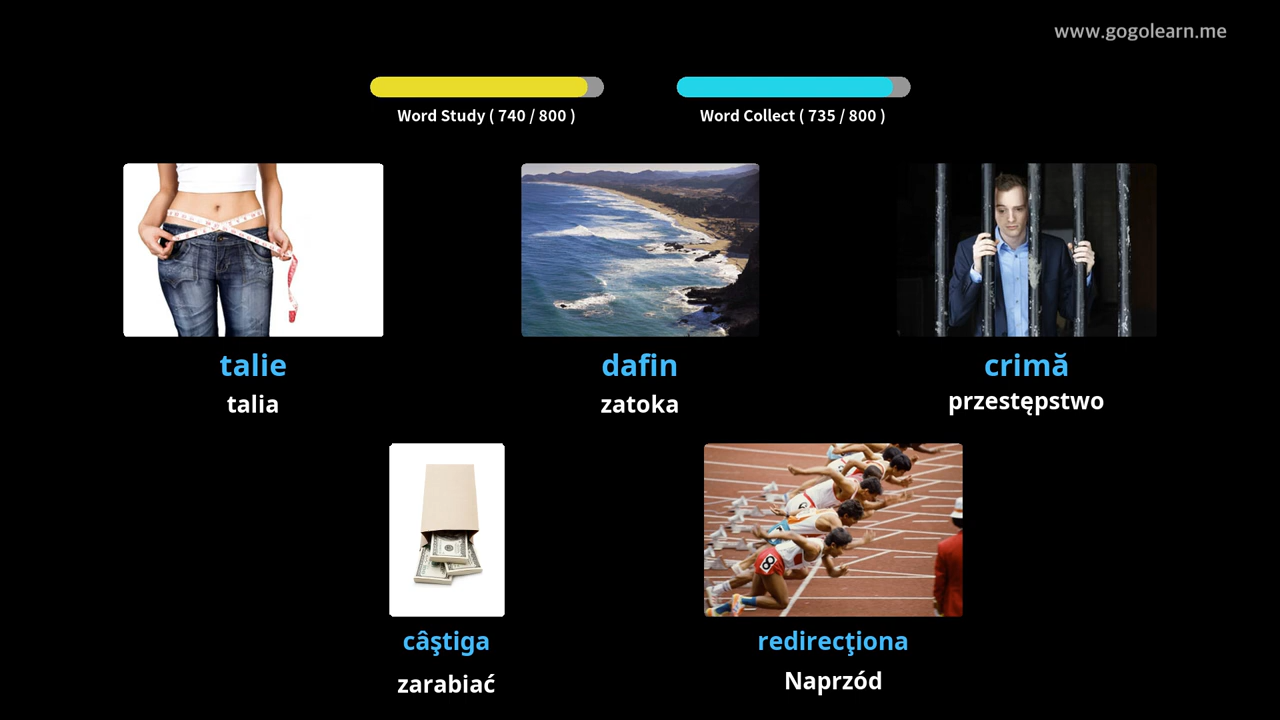 www.gogolearn.me
Word Study ( 740 / 800 )
Word Collect ( 735 / 800 )
talie
talia
dafin
zatoka
crimă
przestępstwo
câştiga
zarabiać
redirecţiona
Naprzód